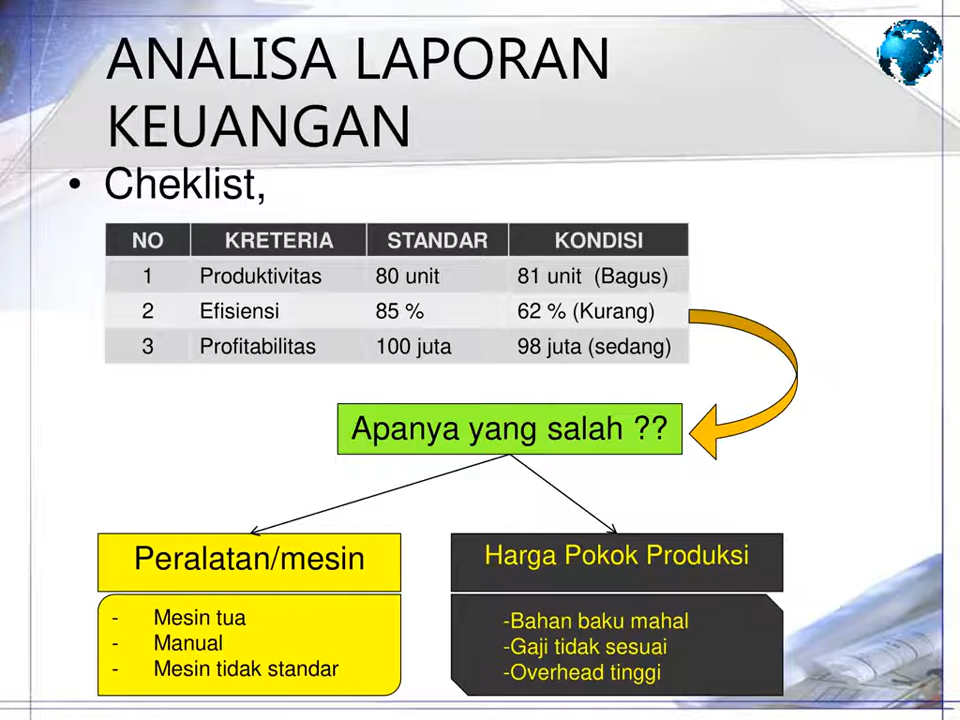 ANALISA LAPORAN
KEUANGAN
• Cheklist,
NO KRETERIA STANDAR KONDISI
1 Produktivitas 80 unit 81 unit (Bagus)
2 Efisiensi 85 % 62 % (Kurang)
3 Profitabilitas 100 juta 98 juta (sedang)
Apanya yang salah ??
Peralatan/mesin
- Mesin tua
- Manual
- Mesin tidak standar
Harga Pokok Produksi
-Bahan baku mahal
-Gaji tidak sesuai
-Overhead tinggi